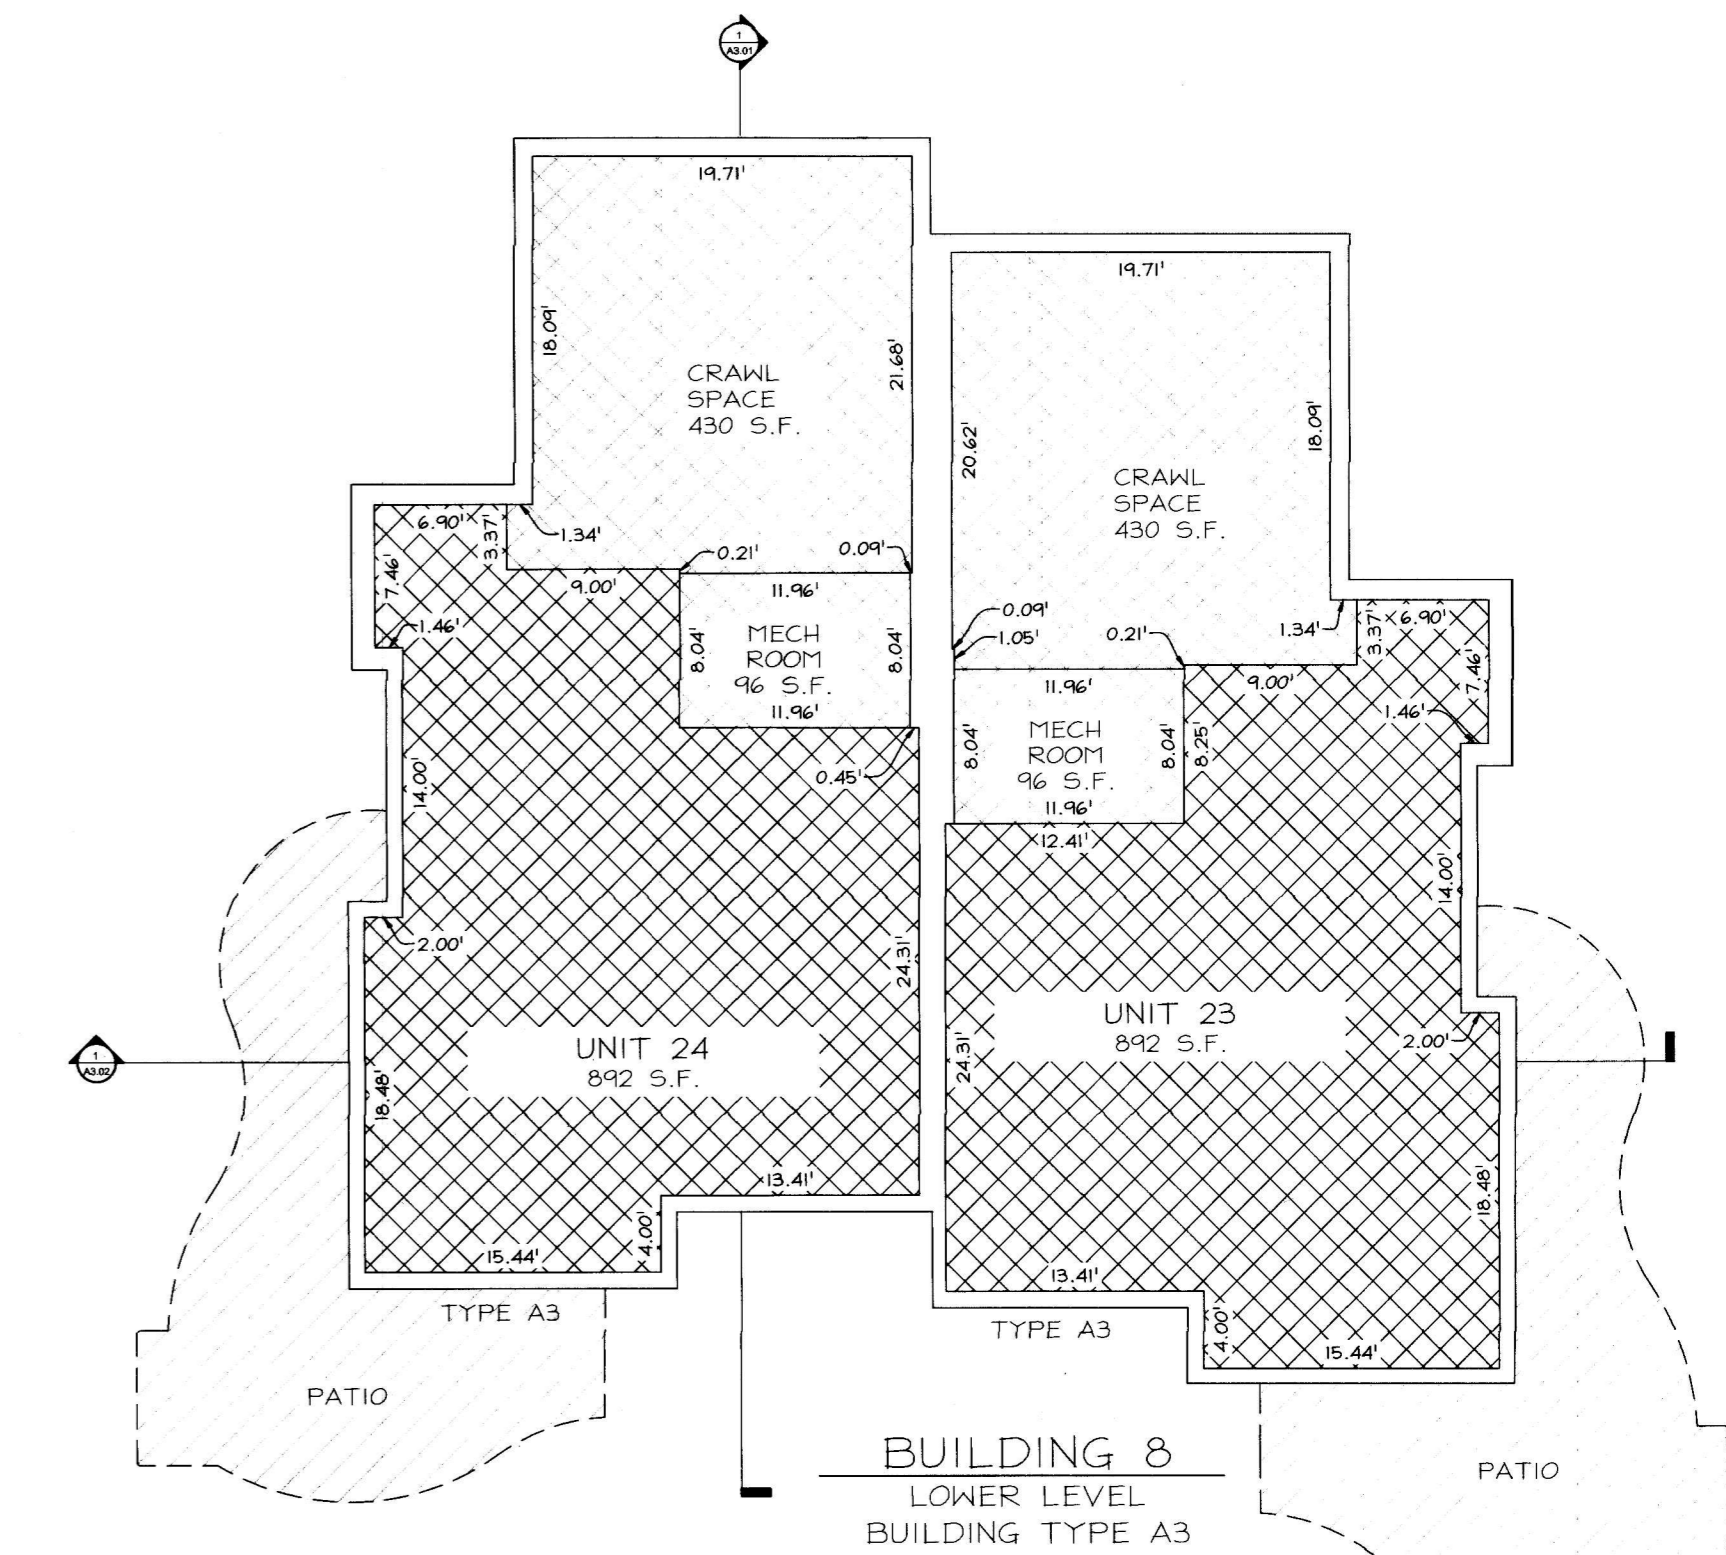 1
A3.01
19.71'
18.09'
21.68'
CRAWL
SPACE
430 S.F.
19.71'
20.62'
18.09'
CRAWL
SPACE
430 S.F.
6.90'
3.37'
1.34'
7.46'
1.46'
9.00'
0.21'
0.09'
11.96'
8.04'
MECH
ROOM
96 S.F.
8.04'
11.96'
0.45'
0.09'
1.05'
0.21'
1.34'
3.37'
6.90'
7.46'
1.46'
9.00'
11.96'
8.04'
MECH
ROOM
96 S.F.
8.04'
8.25'
11.96'
12.41'
14.00'
2.00'
24.31'
UNIT 24
892 S.F.
18.48'
13.41'
4.00'
15.44'
TYPE A3
14.00'
2.00'
24.31'
UNIT 23
892 S.F.
18.48'
13.41'
4.00'
15.44'
TYPE A3
1
A3.02
PATIO
PATIO
BUILDING 8
LOWER LEVEL
BUILDING TYPE A3